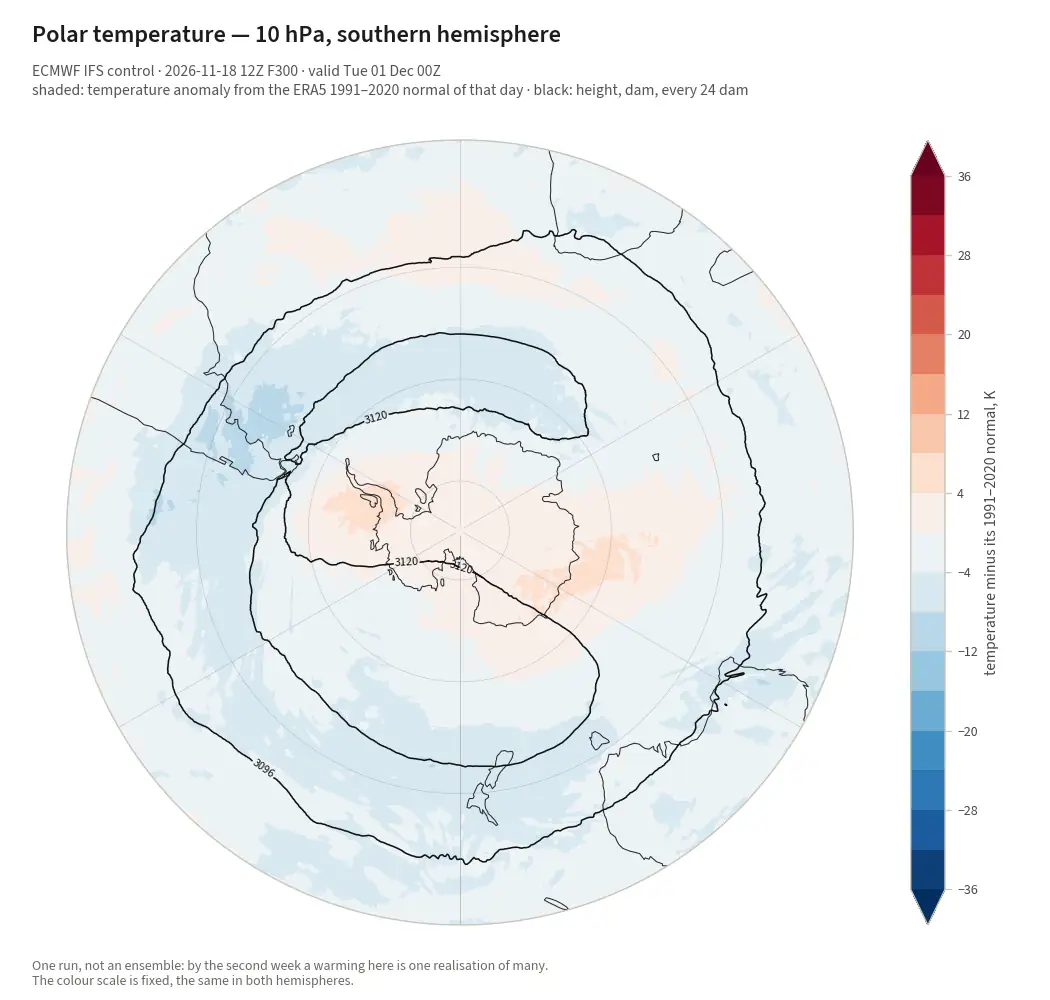 Polar temperature — 10 hPa, southern hemisphere
ECMWF IFS control · 2026-11-18 12Z F300 · valid Tue 01 Dec 00Z
shaded: temperature anomaly from the ERA5 1991–2020 normal of that day · black: height, dam, every 24 dam
36
28
20
12
4
−4
−12
−20
−28
−36
temperature minus its 1991–2020 normal, K
3120
3120
3120
3096
One run, not an ensemble: by the second week a warming here is one realisation of many.
The colour scale is fixed, the same in both hemispheres.